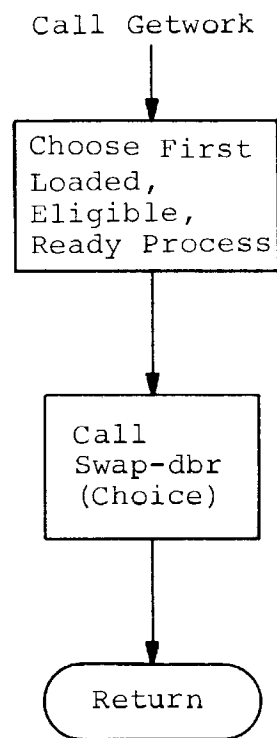 Call Getwork
Choose First
Loaded,
Eligible,
Ready Process
Call
Swap-dbr
(Choice)
Return